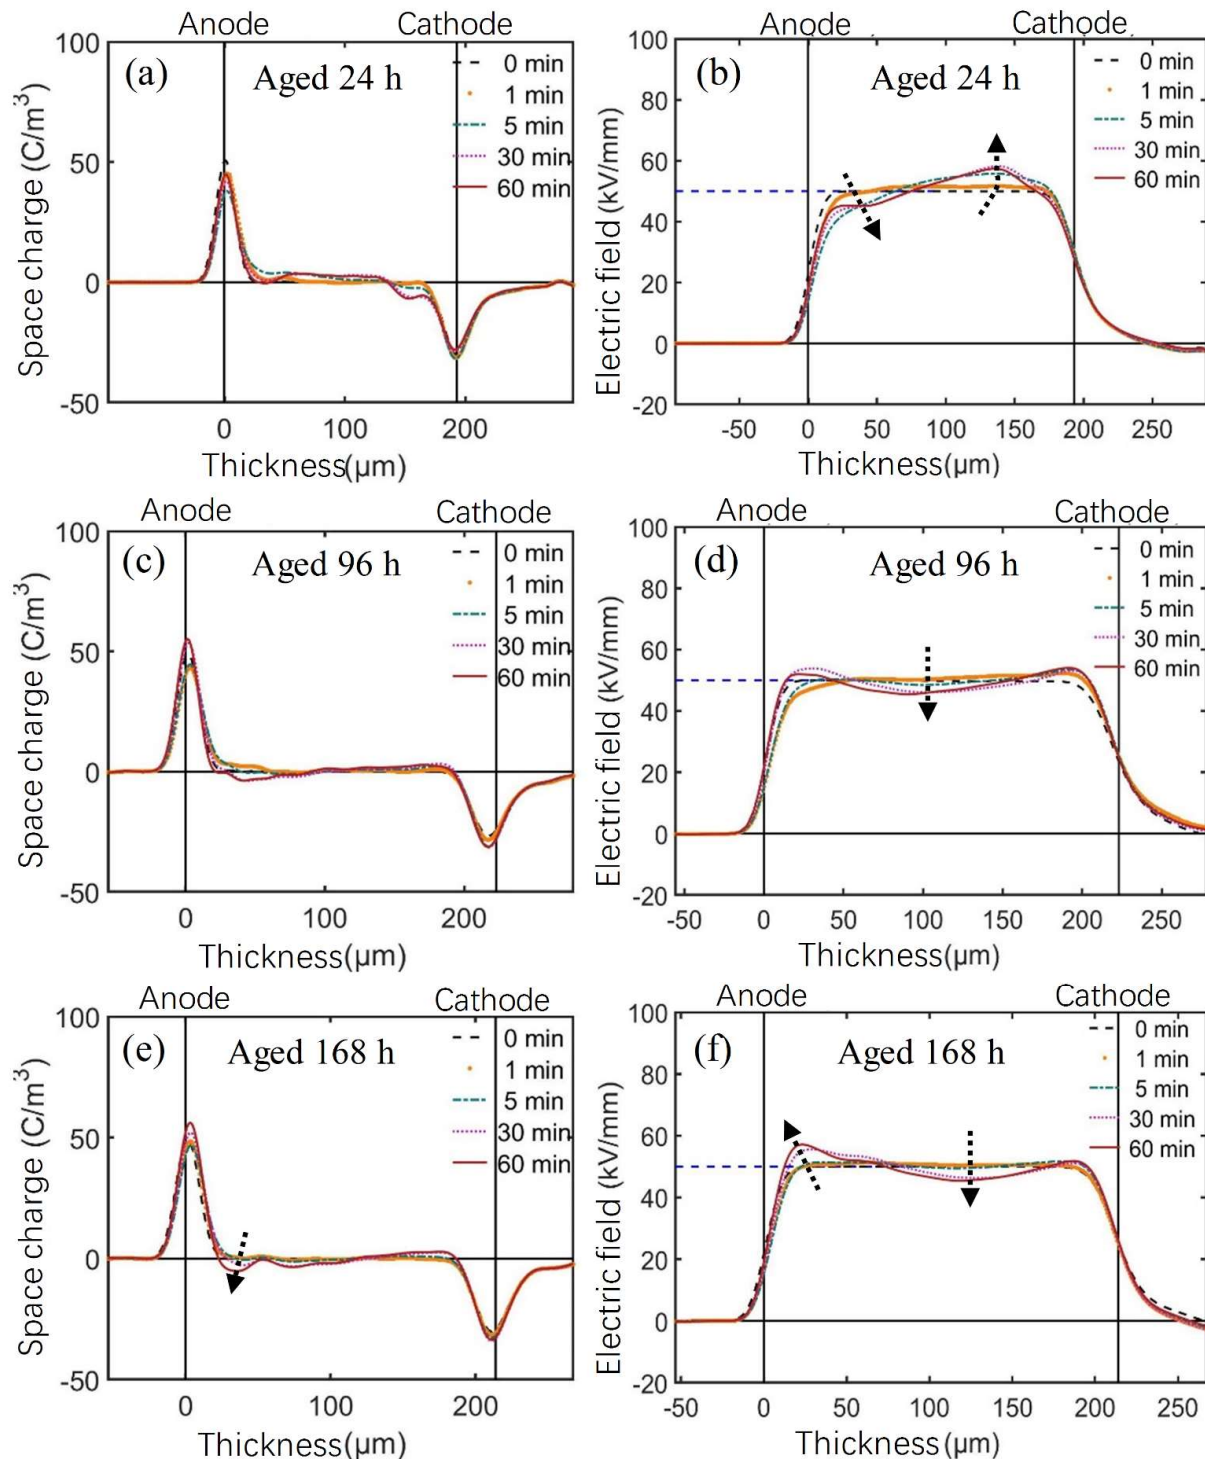 Anode Cathode
(a) Aged 24 h
0 min
1 min
5 min
30 min
60 min
100
50
0
-50
Space charge (C/m³)
0 100 200
Thickness(μm)
Anode Cathode
(b) Aged 24 h
0 min
1 min
5 min
30 min
60 min
100
80
60
40
20
0
-20
Electric field (kV/mm)
-50 0 50 100 150 200 250
Thickness(μm)
Anode Cathode
(c) Aged 96 h
0 min
1 min
5 min
30 min
60 min
100
50
0
-50
Space charge (C/m³)
0 100 200
Thickness(μm)
Anode Cathode
(d) Aged 96 h
0 min
1 min
5 min
30 min
60 min
100
80
60
40
20
0
-20
Electric field (kV/mm)
-50 0 50 100 150 200 250
Thickness(μm)
Anode Cathode
(e) Aged 168 h
0 min
1 min
5 min
30 min
60 min
100
50
0
-50
Space charge (C/m³)
0 100 200
Thickness(μm)
Anode Cathode
(f) Aged 168 h
0 min
1 min
5 min
30 min
60 min
100
80
60
40
20
0
-20
Electric field (kV/mm)
-50 0 50 100 150 200 250
Thickness(μm)